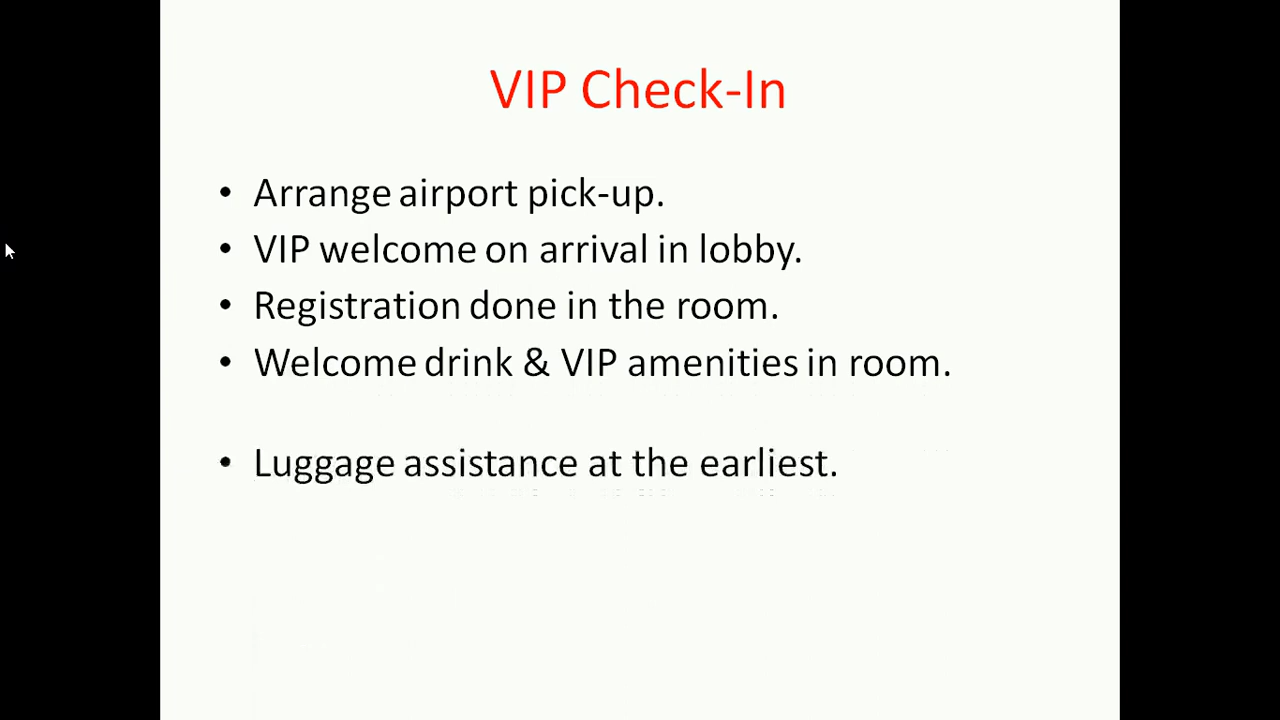 VIP Check-In
• Arrange airport pick-up.
• VIP welcome on arrival in lobby.
• Registration done in the room.
• Welcome drink & VIP amenities in room.
• Luggage assistance at the earliest.